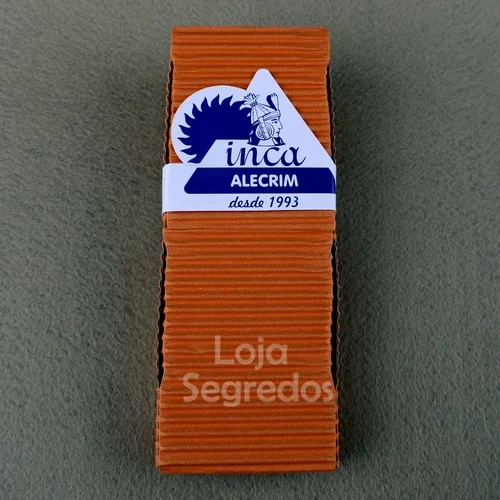 inca
ALECRIM
desde 1993
Loja
Segredos